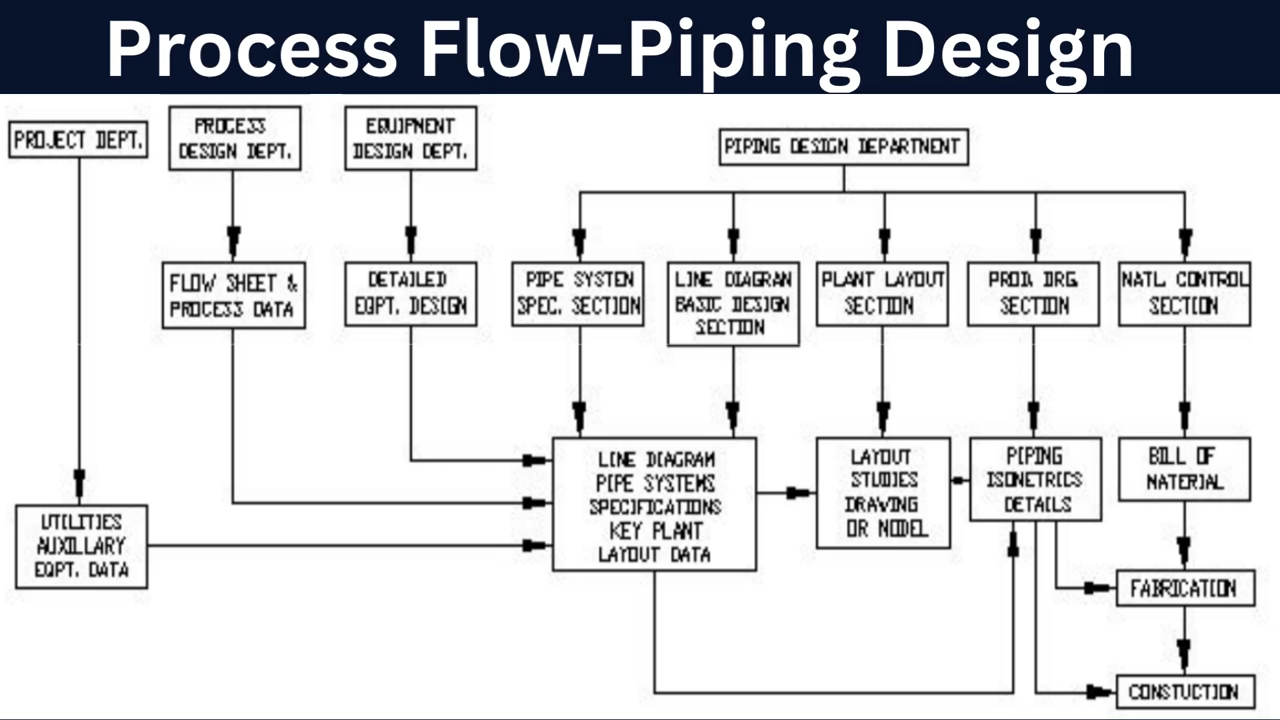 Process Flow-Piping Design
PROJECT DEPT.
PROCESS
DESIGN DEPT.
EQUIPMENT
DESIGN DEPT.
PIPING DESIGN DEPARTMENT
FLOW SHEET &
PROCESS DATA
DETAILED
EQPT. DESIGN
PIPE SYSTEM
SPEC. SECTION
LINE DIAGRAM
BASIC DESIGN
SECTION
PLANT LAYOUT
SECTION
PROD. DRG.
SECTION
MATL. CONTROL
SECTION
UTILITIES
AUXILLARY
EQPT. DATA
LINE DIAGRAM
PIPE SYSTEMS
SPECIFICATIONS
KEY PLANT
LAYOUT DATA
LAYOUT
STUDIES
DRAWING
OR MODEL
PIPING
ISOMETRICS
DETAILS
BILL OF
MATERIAL
FABRICATION
CONSTUCTION